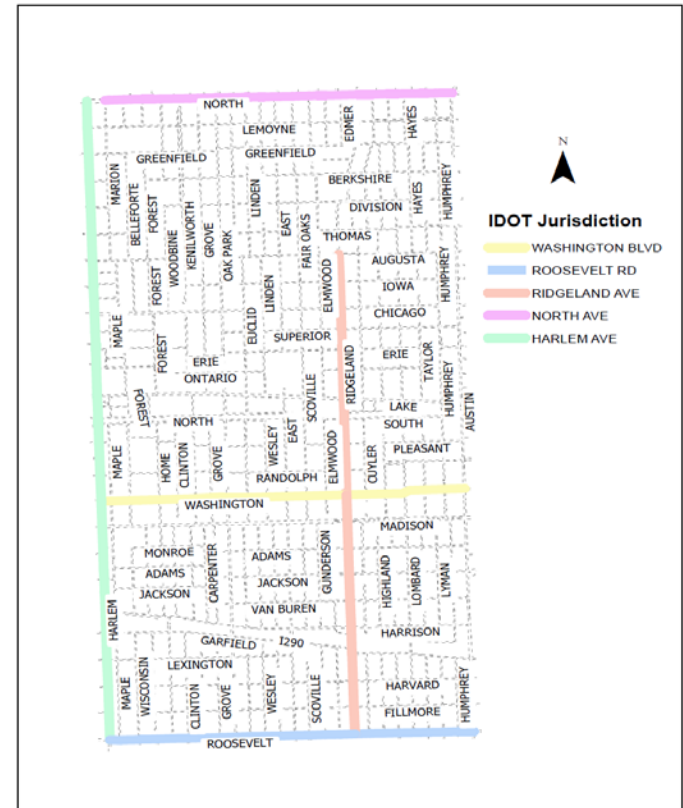 NORTH
LEMOYNE
EDMER
HAYES
GREENFIELD
GREENFIELD
MARION
BELLEFORTE
FOREST
WOODBINE
KENILWORTH
GROVE
OAK PARK
LINDEN
EAST
FAIR OAKS
BERKSHIRE
DIVISION
HAYES
HUMPHREY
THOMAS
AUGUSTA
IOWA
CHICAGO
HUMPHREY
FOREST
LINDEN
ELMWOOD
MAPLE
FOREST
EUCLID
SUPERIOR
ERIE
ERIE
ONTARIO
RIDGELAND
TAYLOR
HUMPHREY
AUSTIN
FOREST
SCOVILLE
LAKE
NORTH
SOUTH
MAPLE
HOME
CLINTON
GROVE
WESLEY
EAST
ELMWOOD
CUYLER
PLEASANT
RANDOLPH
WASHINGTON
MADISON
MONROE
ADAMS
CARPENTER
ADAMS
JACKSON
JACKSON
GUNDERSON
HIGHLAND
LOMBARD
LYMAN
VAN BUREN
HARLEM
GARFIELD
I290
HARRISON
LEXINGTON
MAPLE
WISCONSIN
CLINTON
GROVE
WESLEY
SCOVILLE
HARVARD
FILLMORE
HUMPHREY
ROOSEVELT
N
IDOT Jurisdiction
WASHINGTON BLVD
ROOSEVELT RD
RIDGELAND AVE
NORTH AVE
HARLEM AVE